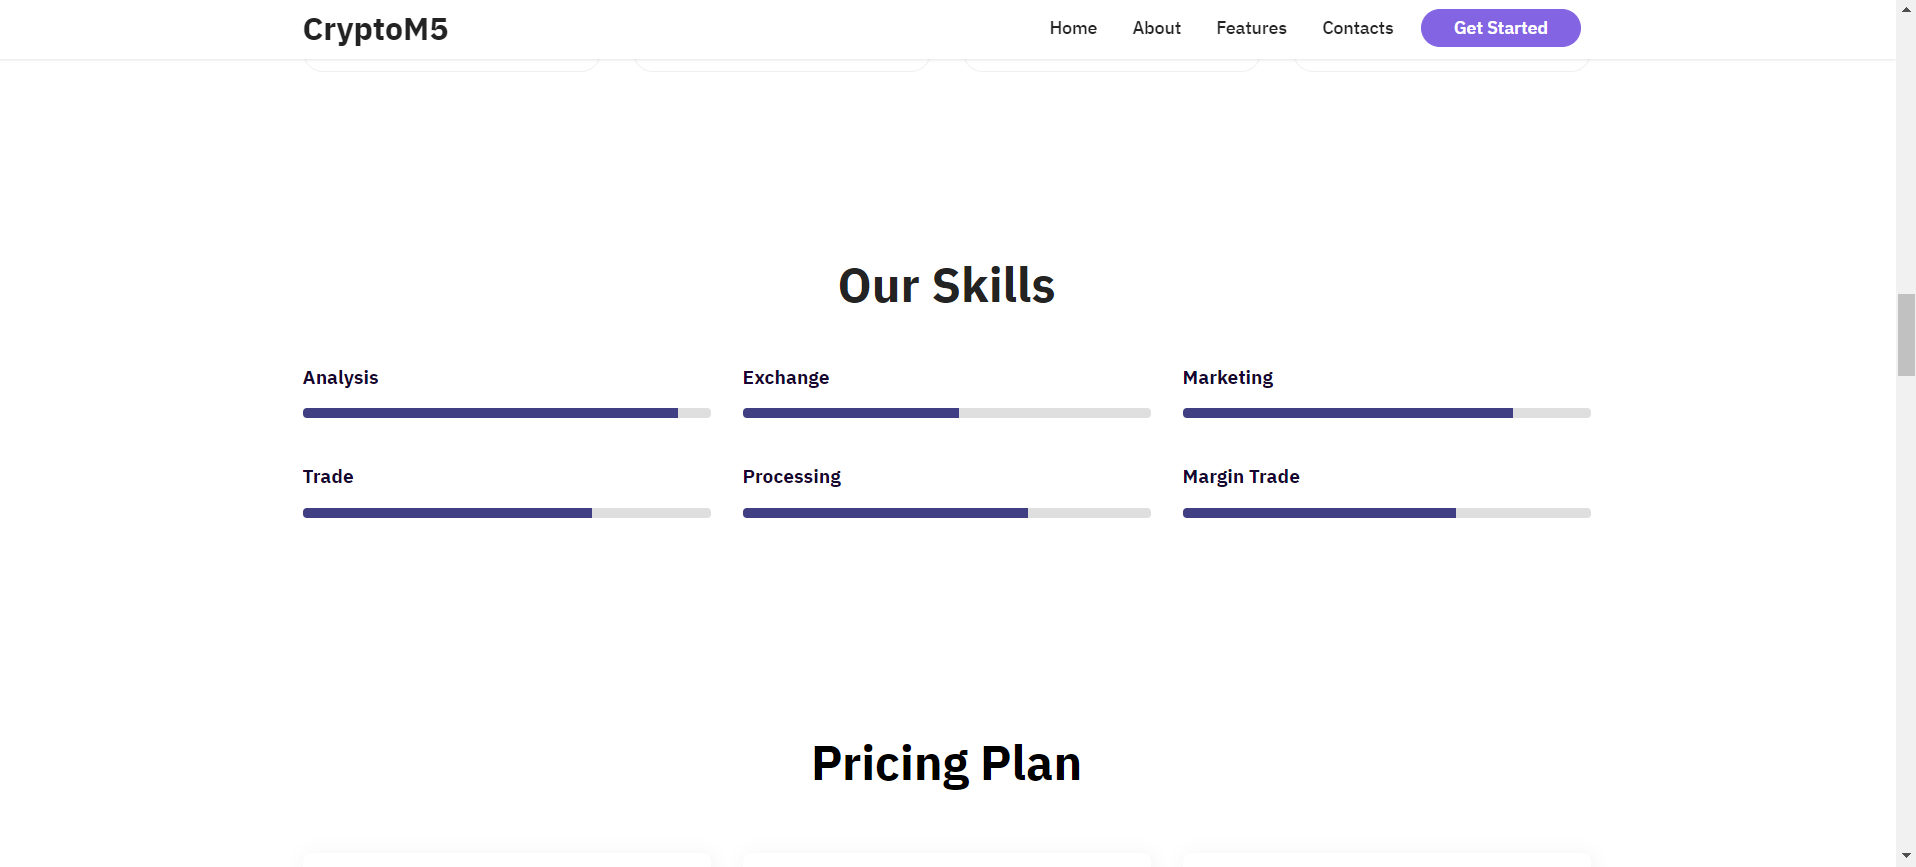 CryptoM5
Home About Features Contacts Get Started
Our Skills
Analysis Exchange Marketing
Trade Processing Margin Trade
Pricing Plan